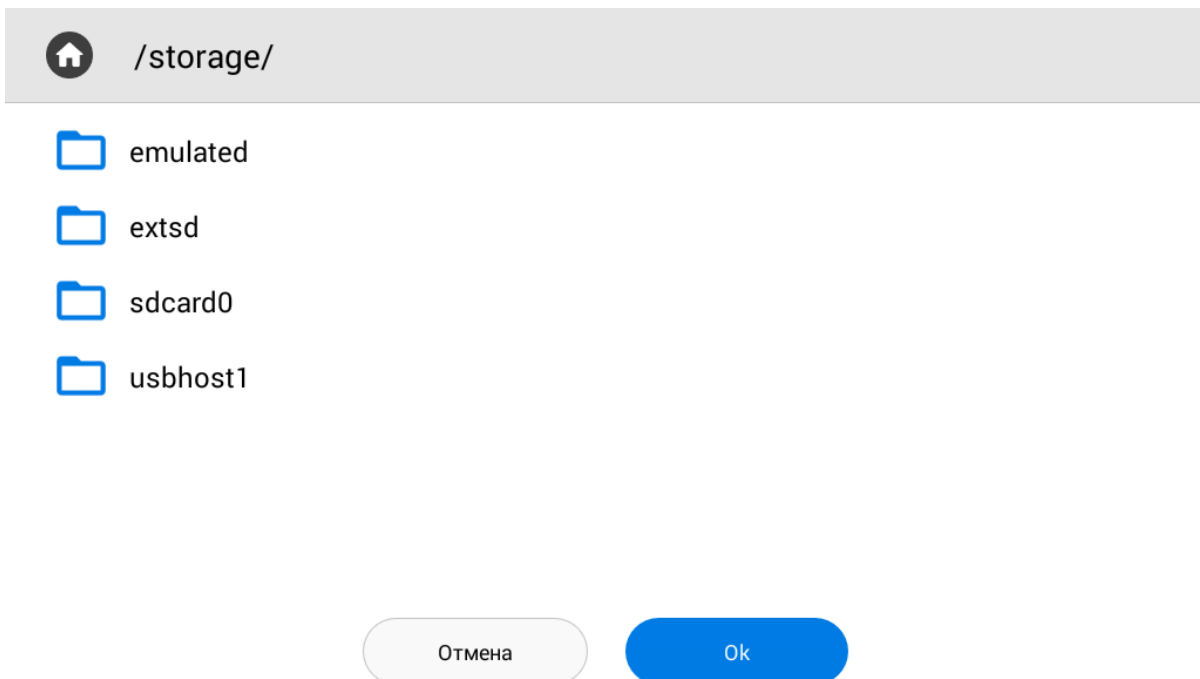 /storage/
emulated
extsd
sdcard0
usbhost1
Отмена
Ok